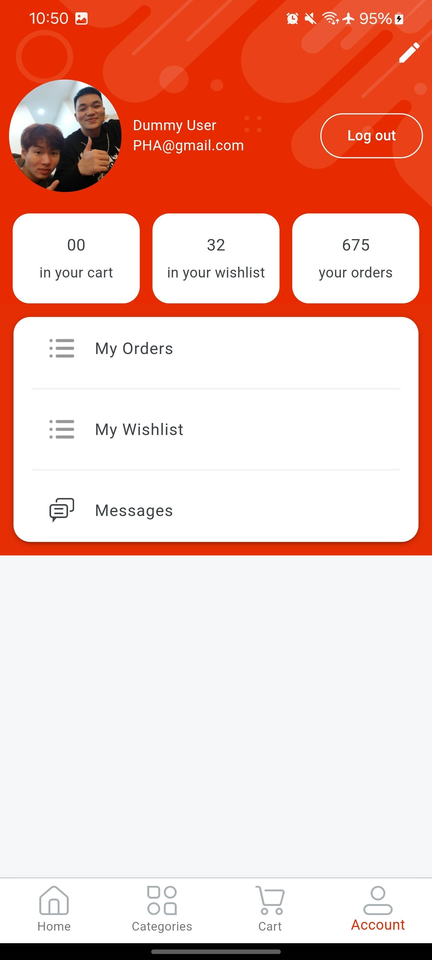 10:50
95%
Dummy User
PHA@gmail.com
Log out
00
in your cart
32
in your wishlist
675
your orders
My Orders
My Wishlist
Messages
Home
Categories
Cart
Account